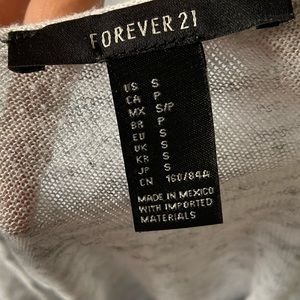 FOREVER 21
US S
CA P
MX S/P
BR P
EU S
UK S
KR S
JP S
CN 160/84A
MADE IN MEXICO
WITH IMPORTED
MATERIALS